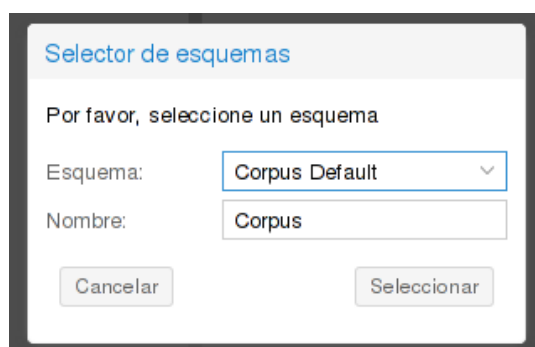 Selector de esquemas
Por favor, seleccione un esquema
Esquema: Corpus Default
Nombre: Corpus
Cancelar Seleccionar